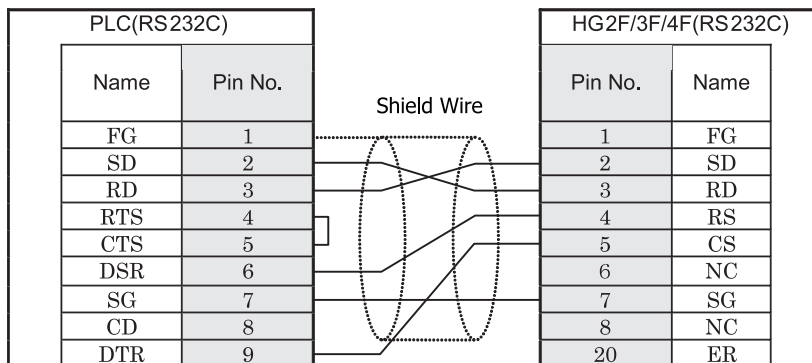 PLC(RS232C) HG2F/3F/4F(RS232C)
Name Pin No. Pin No. Name
Shield Wire
FG 1 1 FG
SD 2 2 SD
RD 3 3 RD
RTS 4 4 RS
CTS 5 5 CS
DSR 6 6 NC
SG 7 7 SG
CD 8 8 NC
DTR 9 20 ER